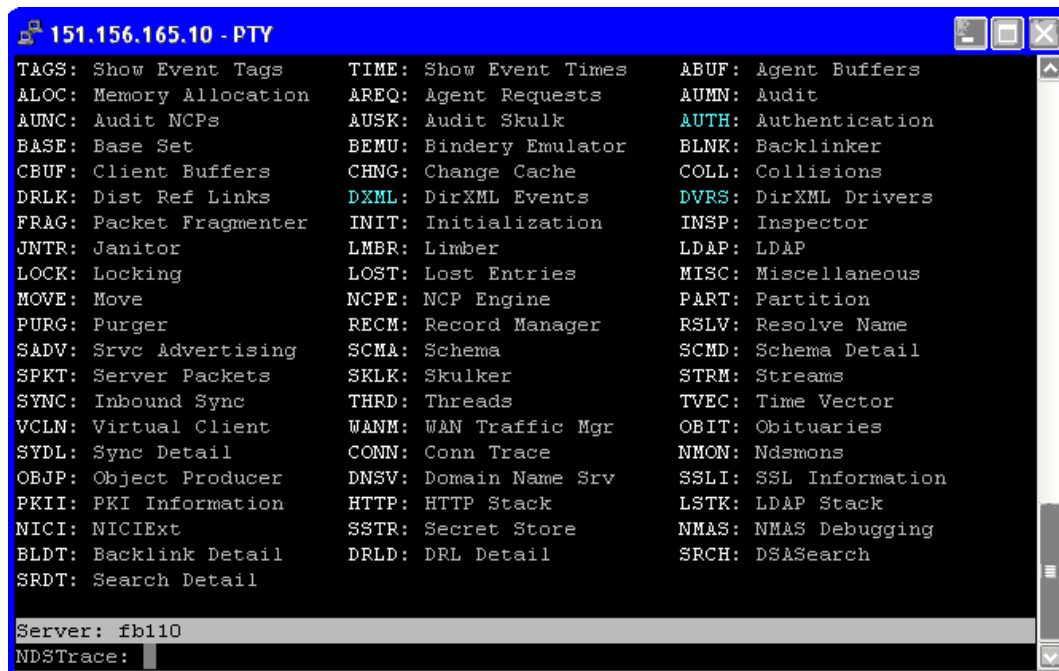 151.156.165.10 - PTY
TAGS: Show Event Tags TIME: Show Event Times ABUF: Agent Buffers
ALOC: Memory Allocation AREQ: Agent Requests AUMN: Audit
AUNC: Audit NCPs AUSK: Audit Skulk AUTH: Authentication
BASE: Base Set BEMU: Bindery Emulator BLNK: Backlinker
CBUF: Client Buffers CHNG: Change Cache COLL: Collisions
DRLK: Dist Ref Links DXML: DirXML Events DVRS: DirXML Drivers
FRAG: Packet Fragmenter INIT: Initialization INSP: Inspector
JNTR: Janitor LMBR: Limber LDAP: LDAP
LOCK: Locking LOST: Lost Entries MISC: Miscellaneous
MOVE: Move NCPE: NCP Engine PART: Partition
PURG: Purger RECM: Record Manager RSLV: Resolve Name
SADV: Srvc Advertising SCMA: Schema SCMD: Schema Detail
SPKT: Server Packets SKLK: Skulker STRM: Streams
SYNC: Inbound Sync THRD: Threads TVEC: Time Vector
VCLN: Virtual Client WANM: WAN Traffic Mgr OBIT: Obituaries
SYDL: Sync Detail CONN: Conn Trace NMON: Ndsmons
OBJP: Object Producer DNSV: Domain Name Srv SSLI: SSL Information
PKII: PKI Information HTTP: HTTP Stack LSTK: LDAP Stack
NICI: NICIExt SSTR: Secret Store NMAS: NMAS Debugging
BLDT: Backlink Detail DRLD: DRL Detail SRCH: DSASearch
SRDT: Search Detail
Server: fb110
NDSTrace: